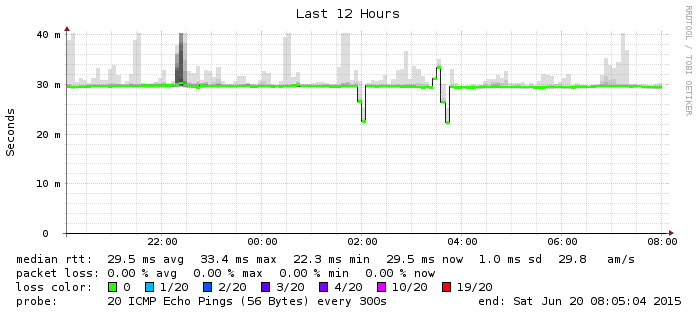 Last 12 Hours
RRDTOOL / TOBI OETIKER
Seconds
40 m
30 m
20 m
10 m
0
22:00 00:00 02:00 04:00 06:00 08:00
median rtt: 29.5 ms avg 33.4 ms max 22.3 ms min 29.5 ms now 1.0 ms sd 29.8 am/s
packet loss: 0.00 % avg 0.00 % max 0.00 % min 0.00 % now
loss color: 0 1/20 2/20 3/20 4/20 10/20 19/20
probe: 20 ICMP Echo Pings (56 Bytes) every 300s end: Sat Jun 20 08:05:04 2015